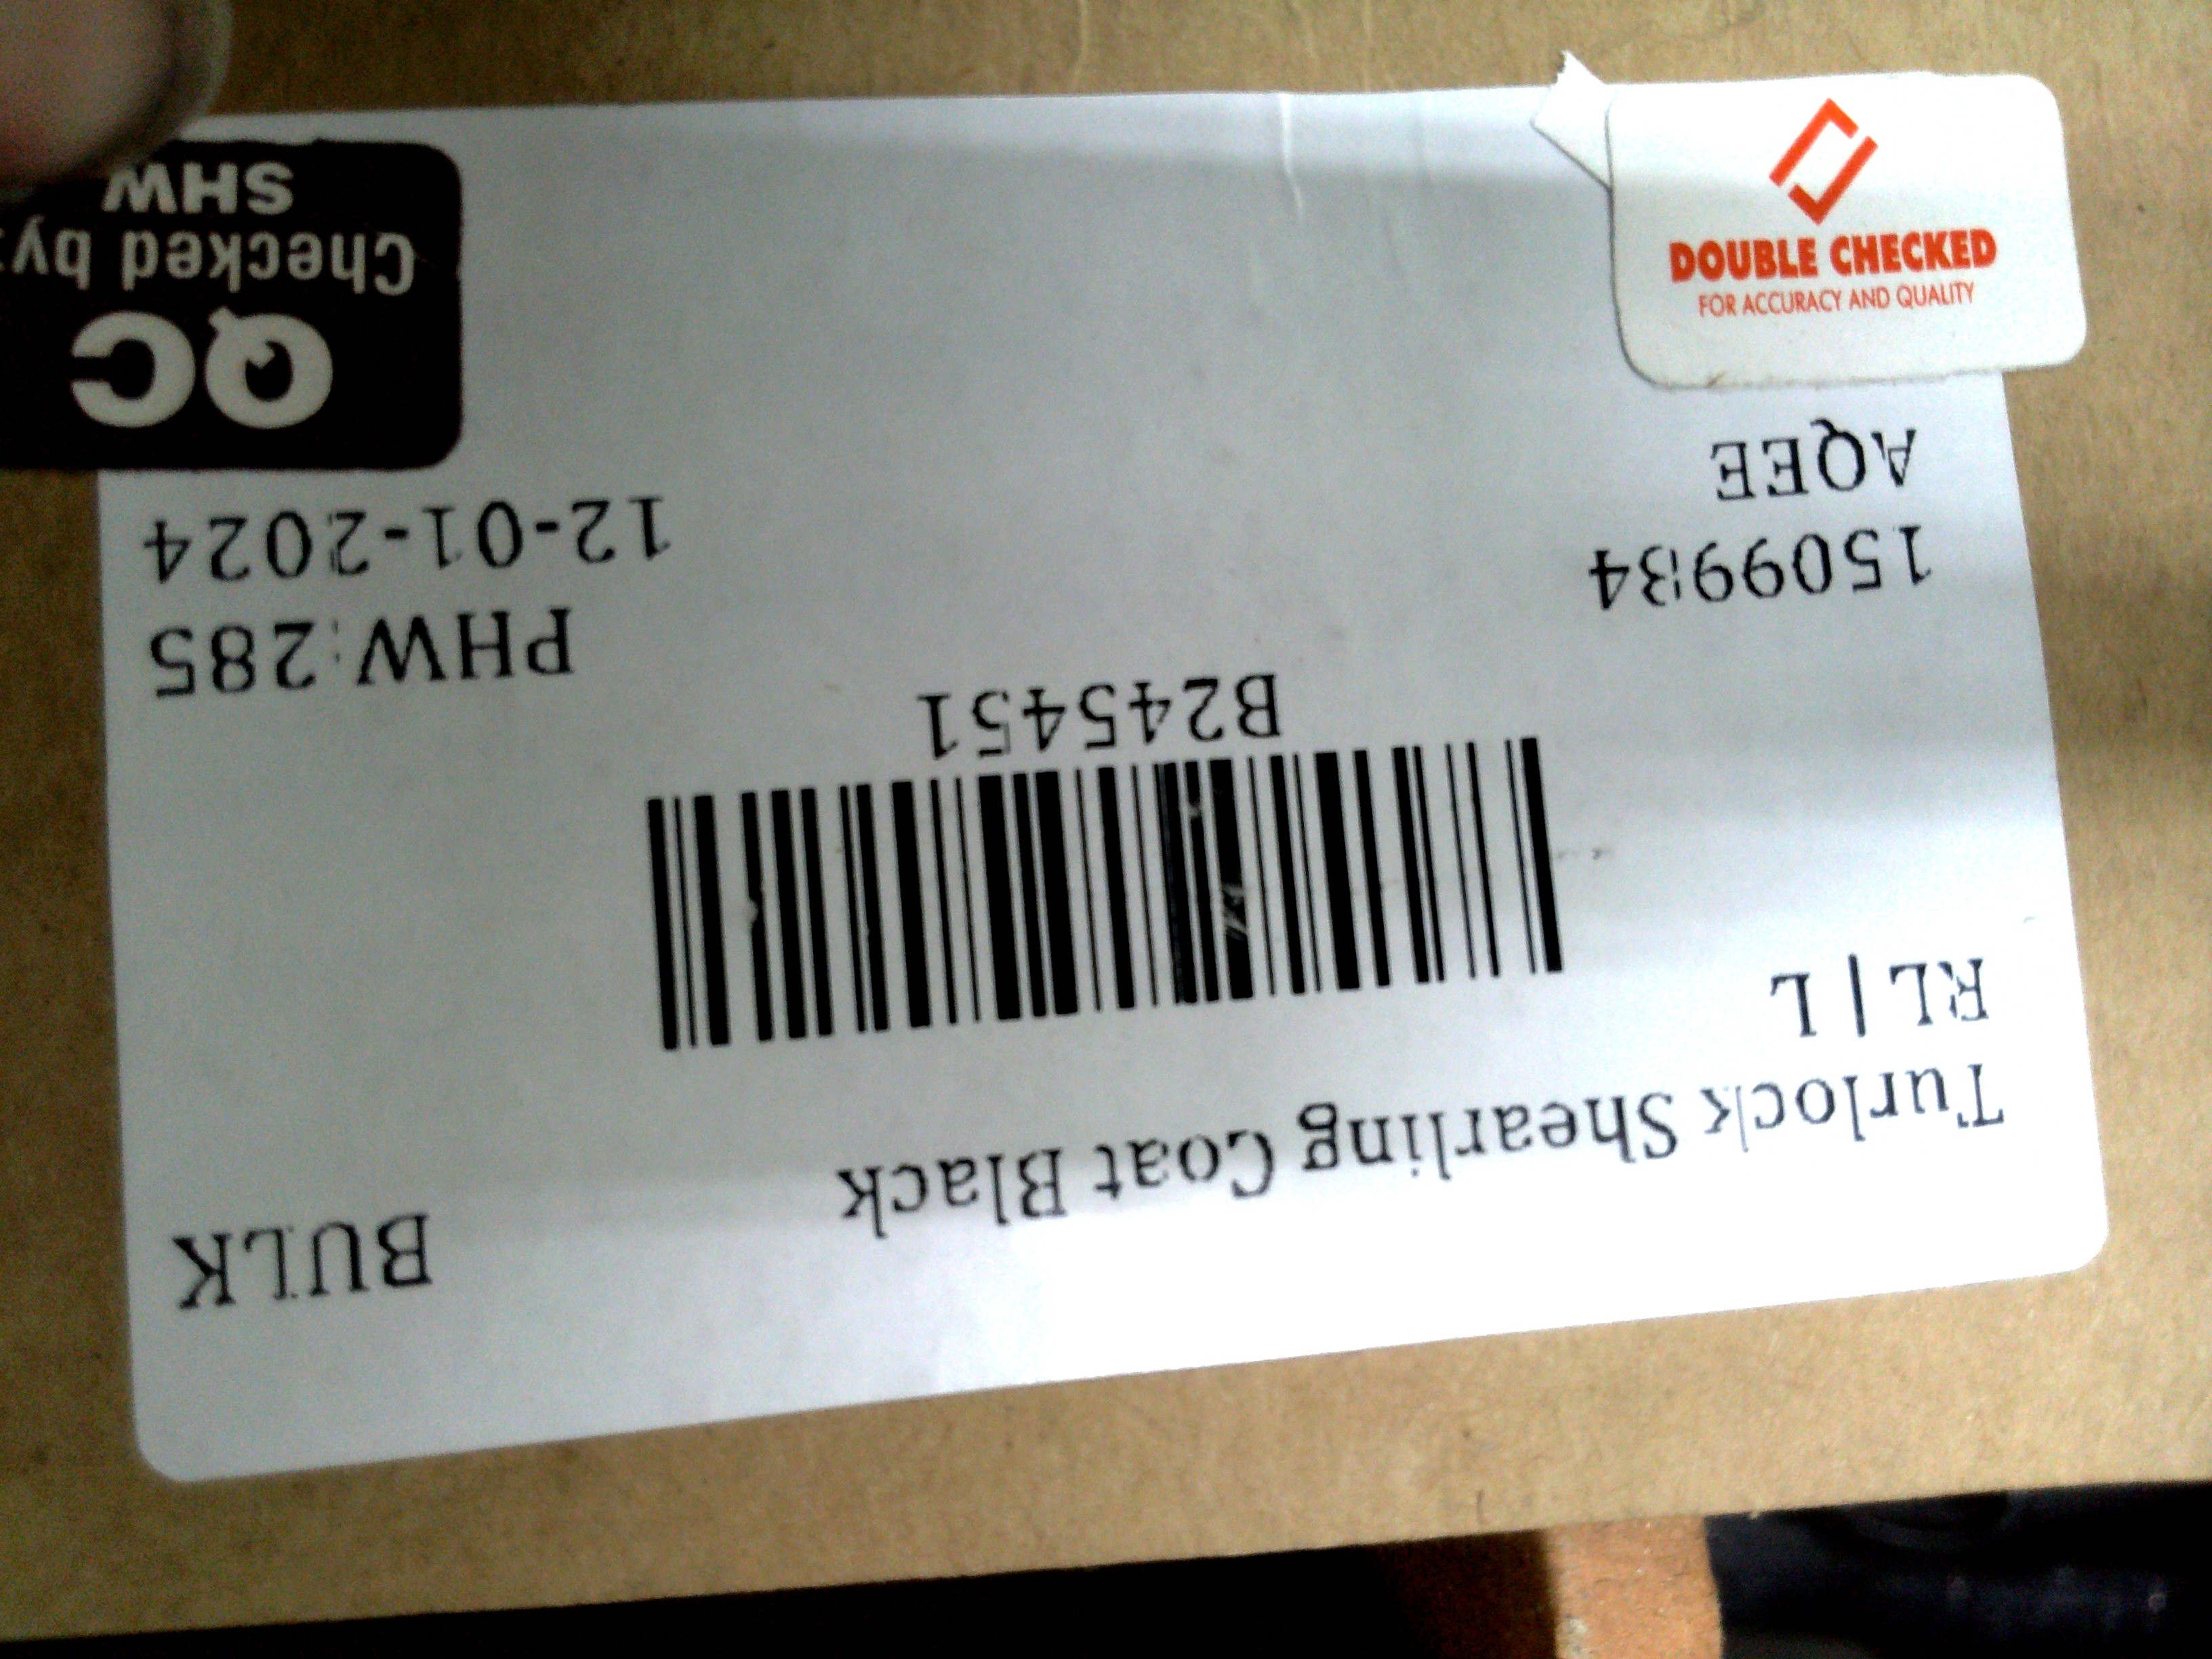 BULK
Turlock Shearling Coat Black
RL | L
B245451
PHW:285
12-01-2024
150934
AQEE
QC
Checked by:
SHW
DOUBLE CHECKED
FOR ACCURACY AND QUALITY